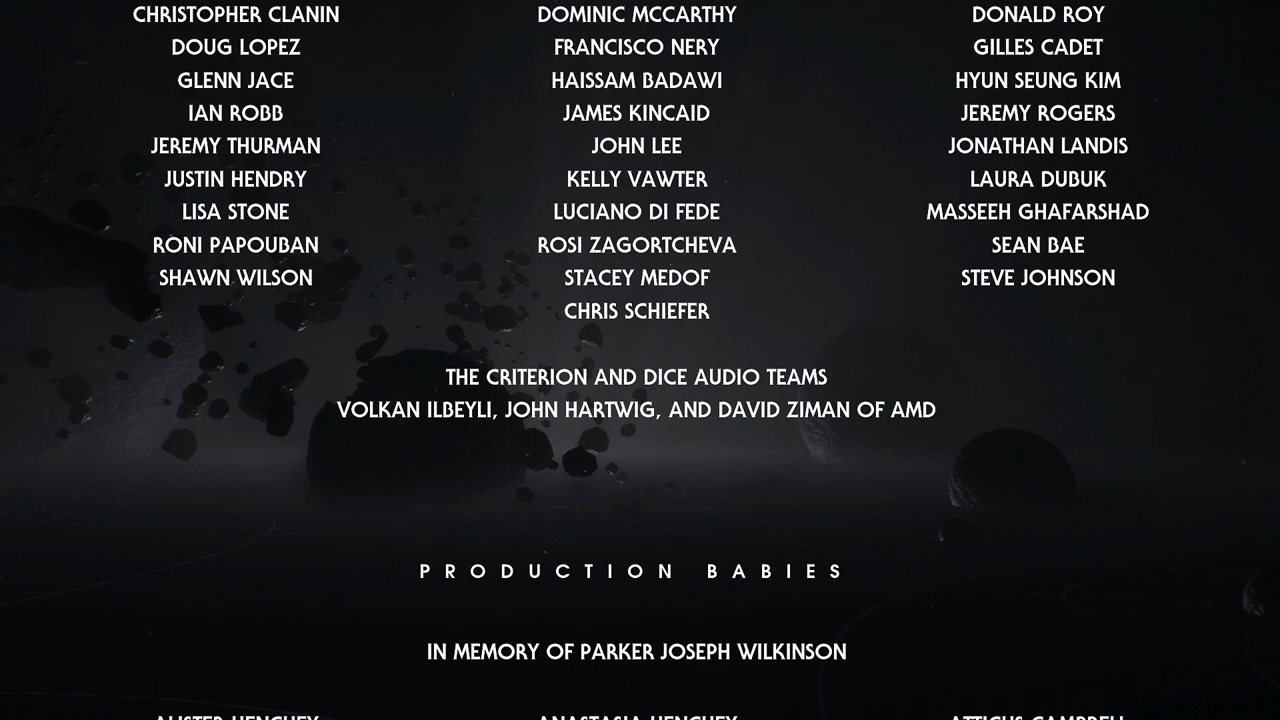 CHRISTOPHER CLANIN DOMINIC MCCARTHY DONALD ROY
DOUG LOPEZ FRANCISCO NERY GILLES CADET
GLENN JACE HAISSAM BADAWI HYUN SEUNG KIM
IAN ROBB JAMES KINCAID JEREMY ROGERS
JEREMY THURMAN JOHN LEE JONATHAN LANDIS
JUSTIN HENDRY KELLY VAWTER LAURA DUBUK
LISA STONE LUCIANO DI FEDE MASSEEH GHAFARSHAD
RONI PAPOUBAN ROSI ZAGORTCHEVA SEAN BAE
SHAWN WILSON STACEY MEDOF STEVE JOHNSON
CHRIS SCHIEFER
THE CRITERION AND DICE AUDIO TEAMS
VOLKAN ILBEYLI, JOHN HARTWIG, AND DAVID ZIMAN OF AMD
PRODUCTION BABIES
IN MEMORY OF PARKER JOSEPH WILKINSON